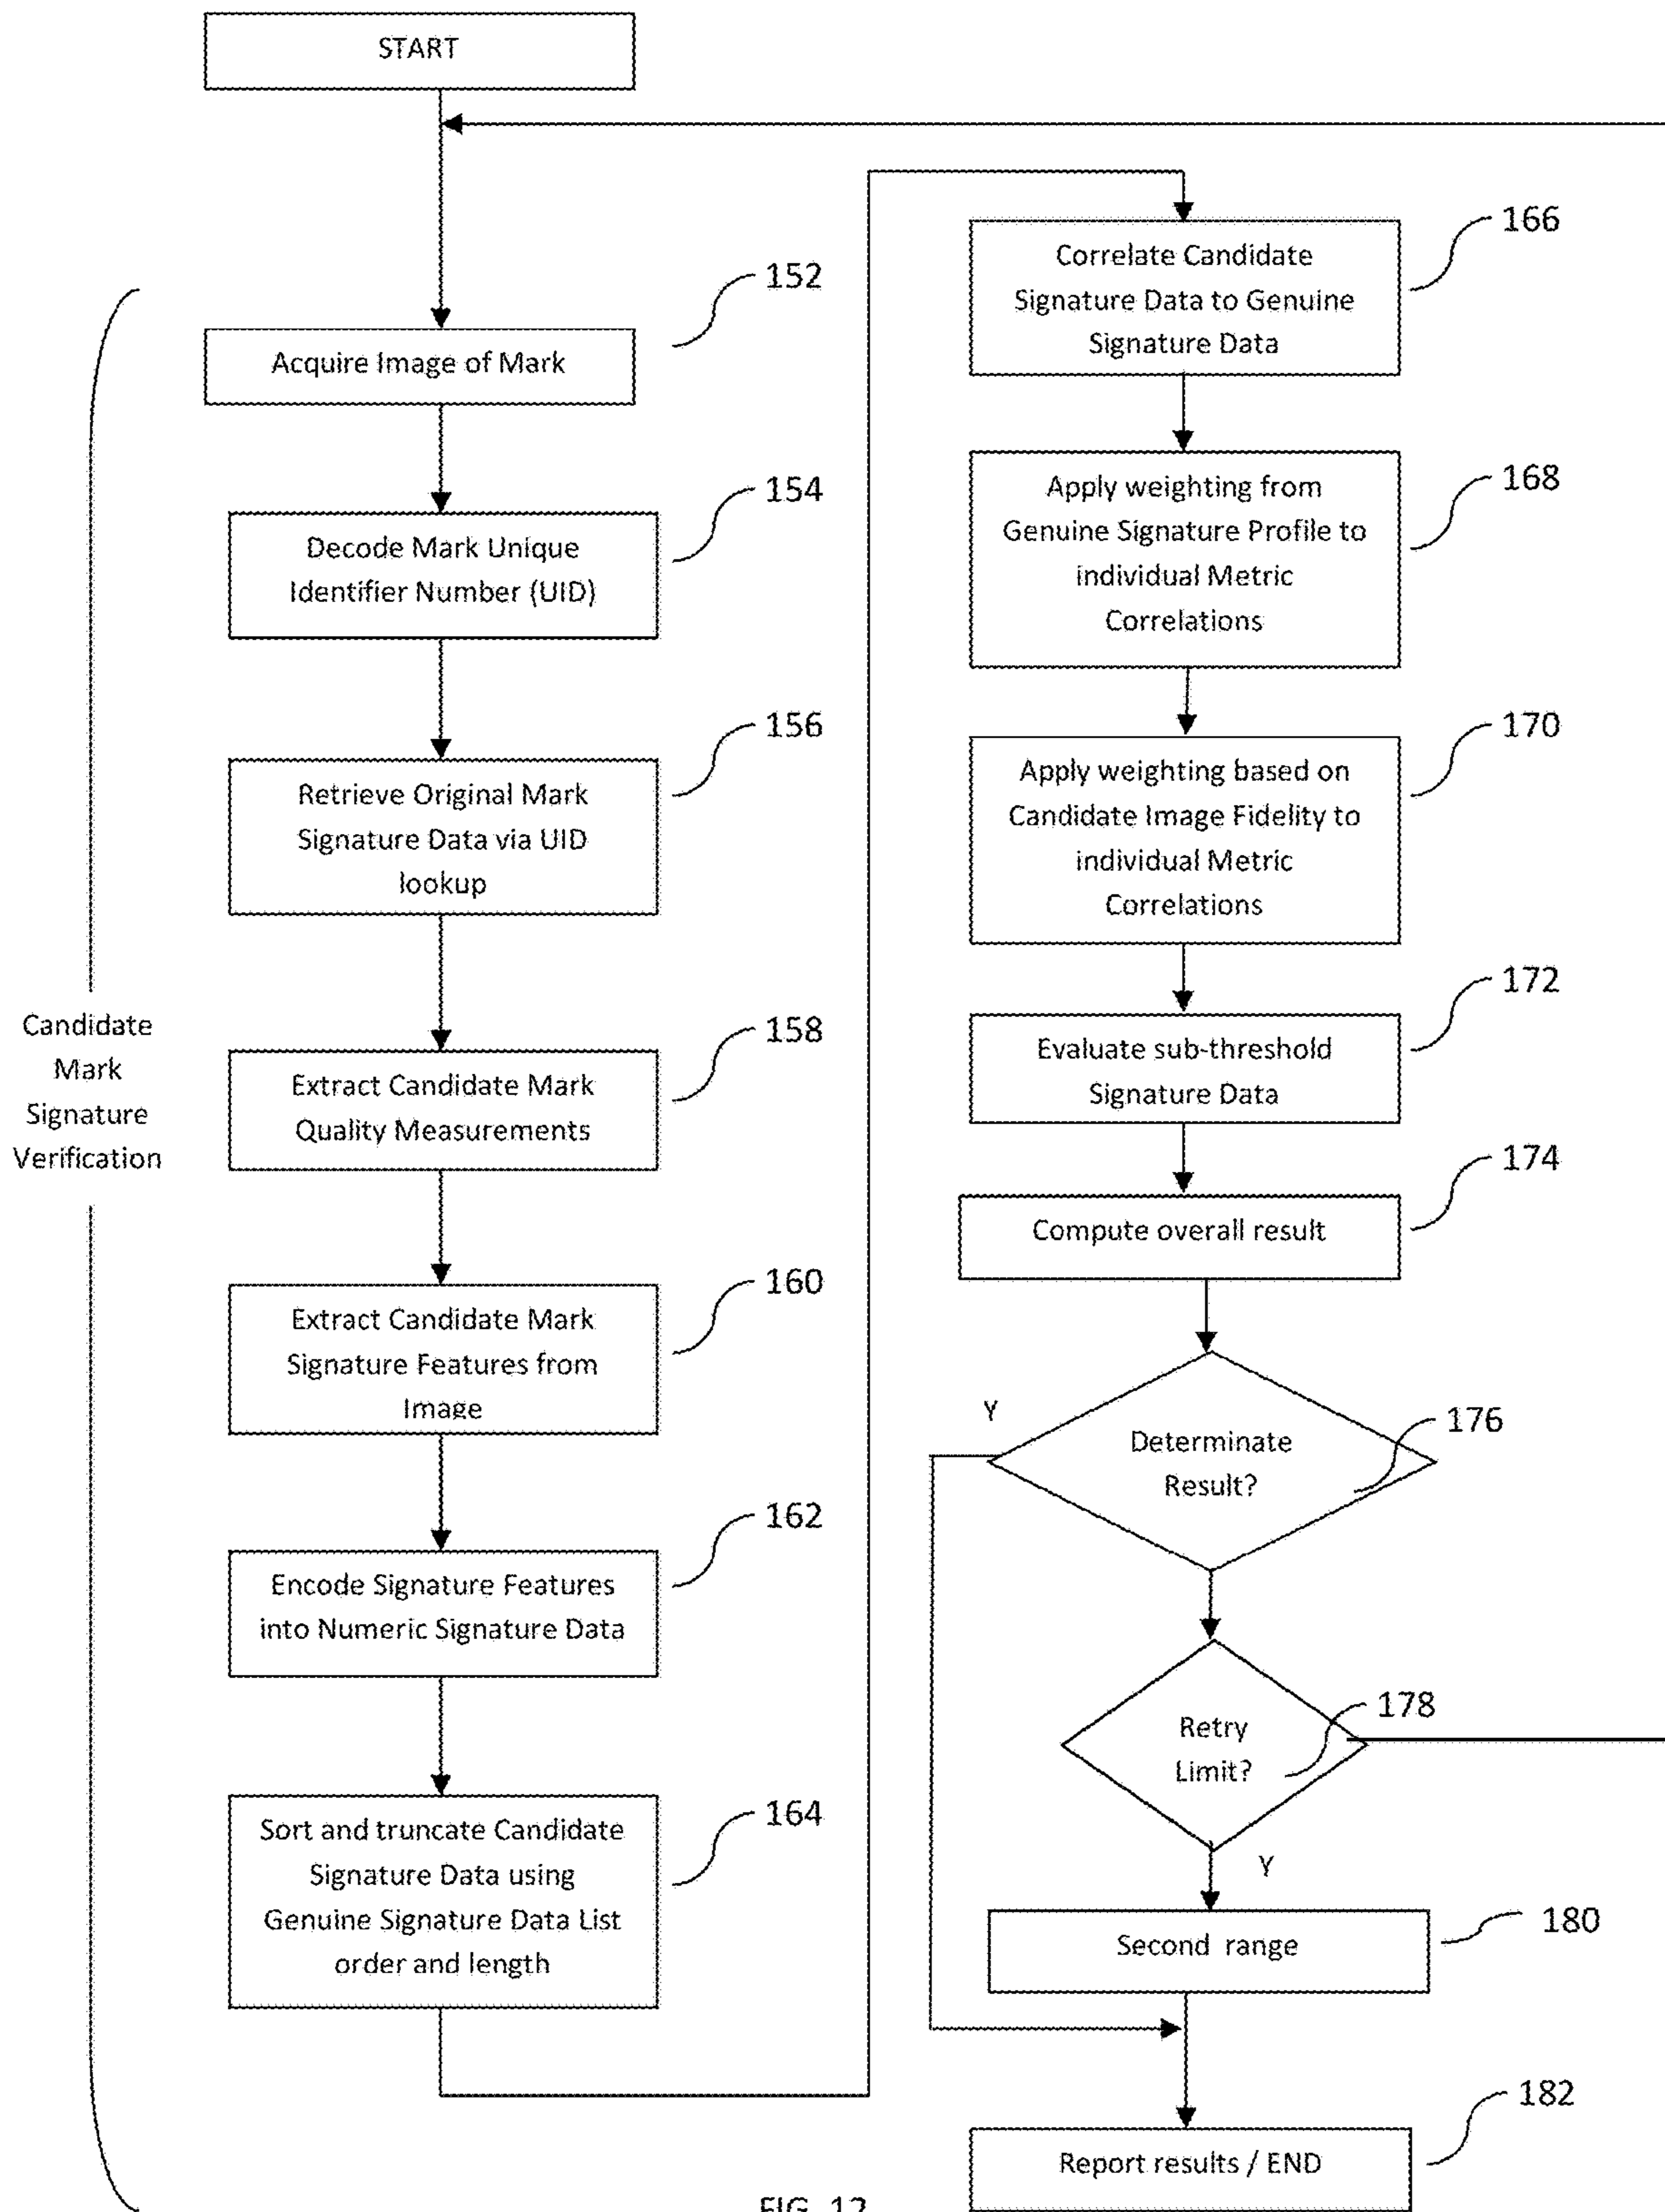 START
152
Acquire Image of Mark
154
Decode Mark Unique
Identifier Number (UID)
156
Retrieve Original Mark
Signature Data via UID
lookup
158
Extract Candidate Mark
Quality Measurements
160
Extract Candidate Mark
Signature Features from
Image
162
Encode Signature Features
into Numeric Signature Data
164
Sort and truncate Candidate
Signature Data using
Genuine Signature Data List
order and length
Candidate
Mark
Signature
Verification
166
Correlate Candidate
Signature Data to Genuine
Signature Data
168
Apply weighting from
Genuine Signature Profile to
individual Metric
Correlations
170
Apply weighting based on
Candidate Image Fidelity to
individual Metric
Correlations
172
Evaluate sub-threshold
Signature Data
174
Compute overall result
Y
176
Determinate
Result?
178
Retry
Limit?
Y
180
Second range
182
Report results / END
FIG. 12